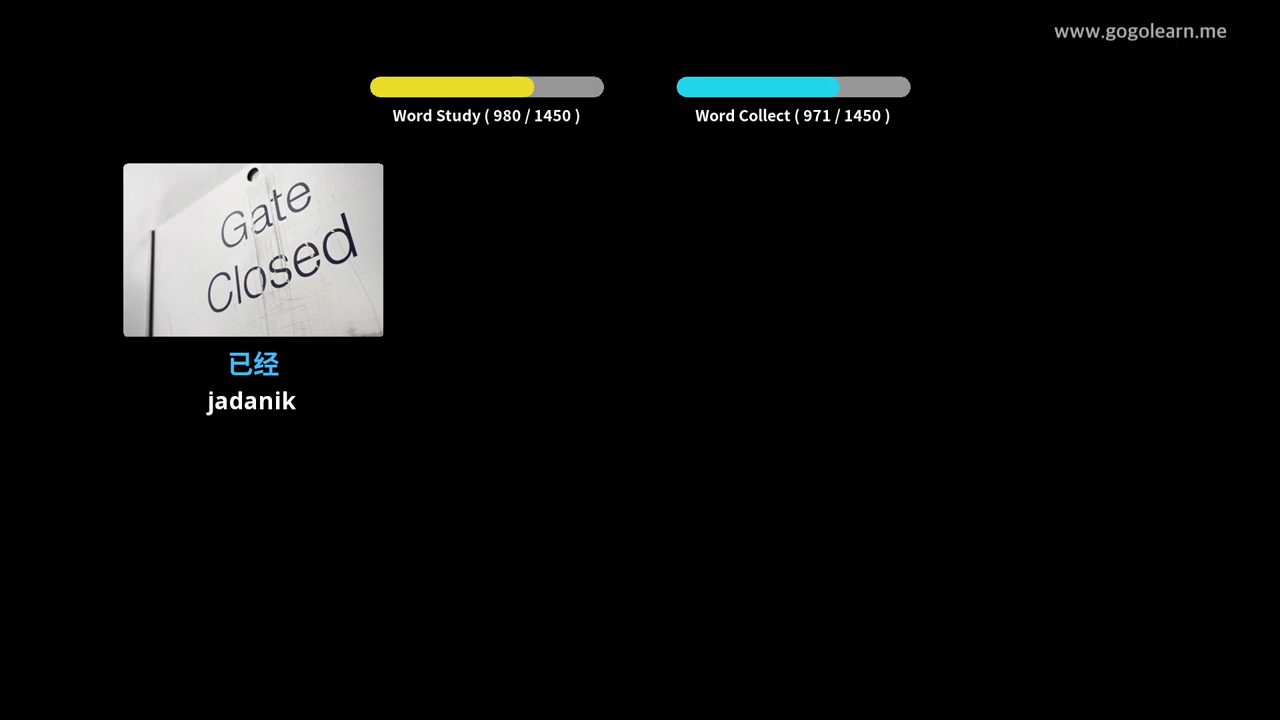 www.gogolearn.me
Word Study ( 980 / 1450 )
Word Collect ( 971 / 1450 )
Gate
Closed
已经
jadanik